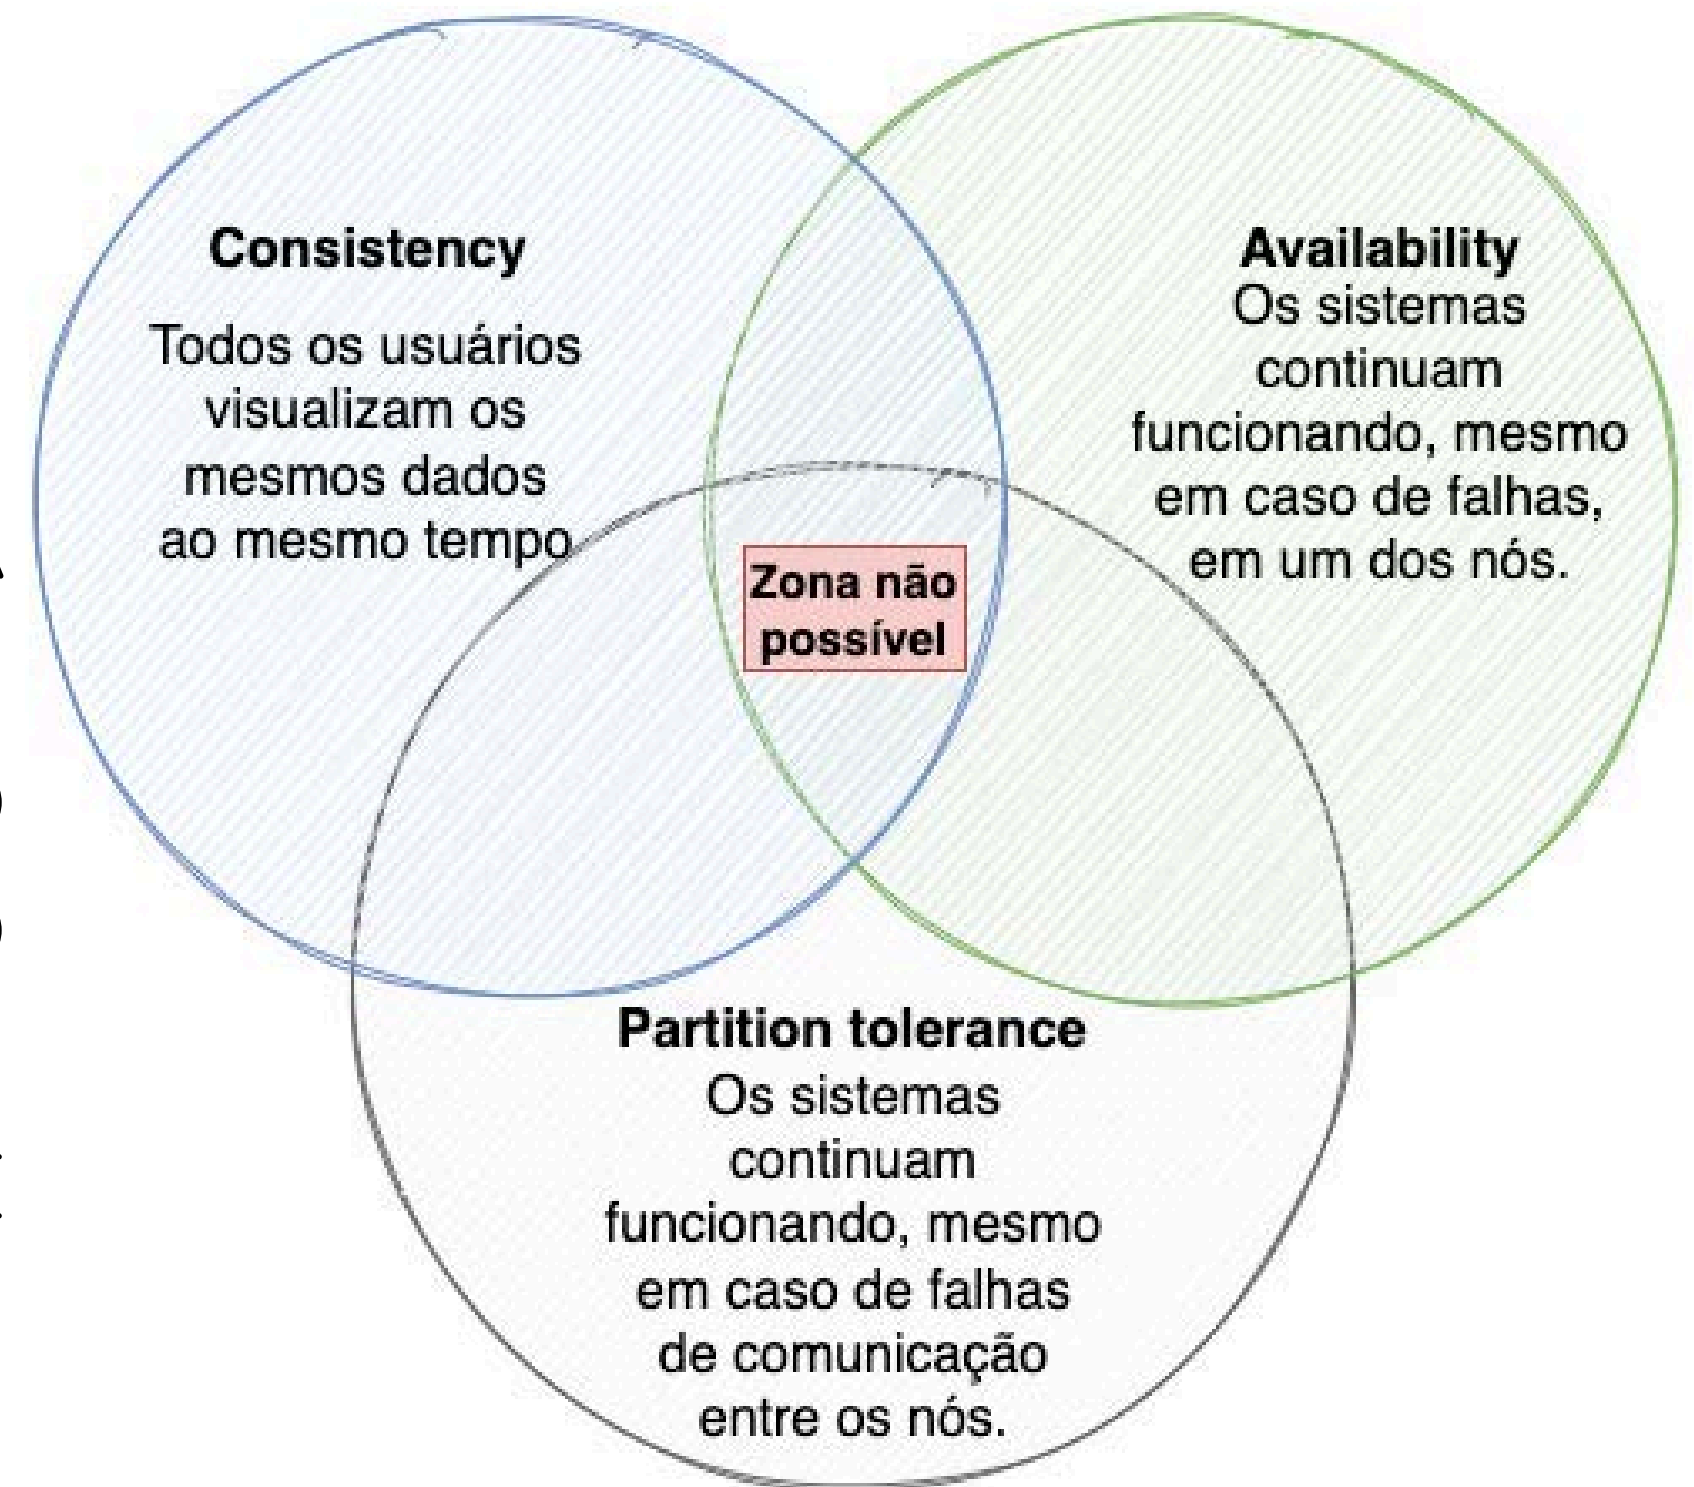 Consistency
Todos os usuários
visualizam os
mesmos dados
ao mesmo tempo
Availability
Os sistemas
continuam
funcionando, mesmo
em caso de falhas,
em um dos nós.
Zona não
possível
Partition tolerance
Os sistemas
continuam
funcionando, mesmo
em caso de falhas
de comunicação
entre os nós.